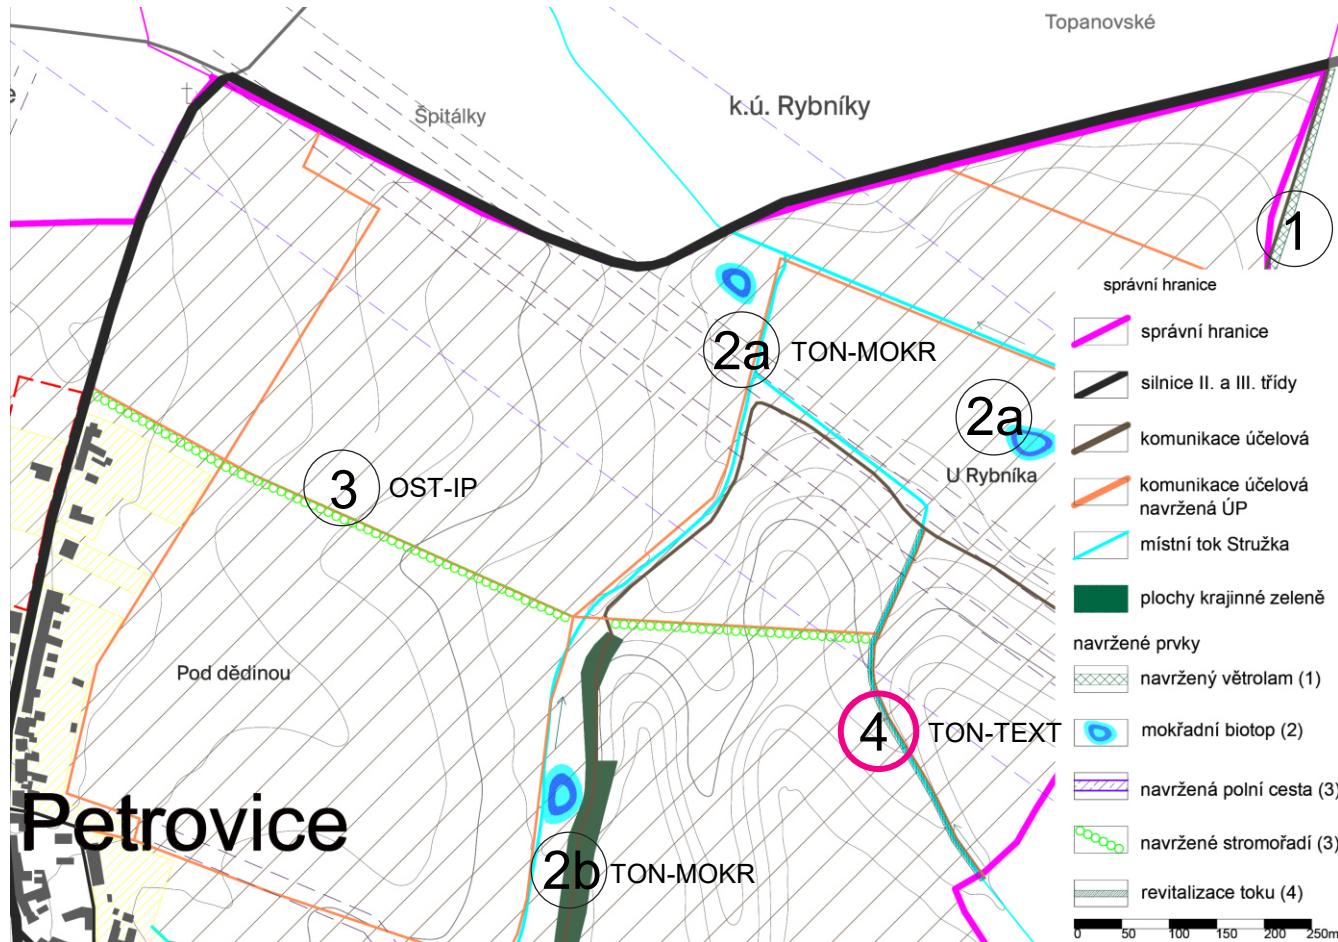 Topanovské
Špitálky
k.ú. Rybníky
1
2a TON-MOKR
2a
U Rybníka
3 OST-IP
Pod dědinou
4 TON-TEXT
Petrovice
2b TON-MOKR
správní hranice
správní hranice
silnice II. a III. třídy
komunikace účelová
komunikace účelová
navržená ÚP
místní tok Stružka
plochy krajinné zeleně
navržené prvky
navržený větrolam (1)
mokřadní biotop (2)
navržená polní cesta (3)
navržené stromořadí (3)
revitalizace toku (4)
0 50 100 150 200 250m